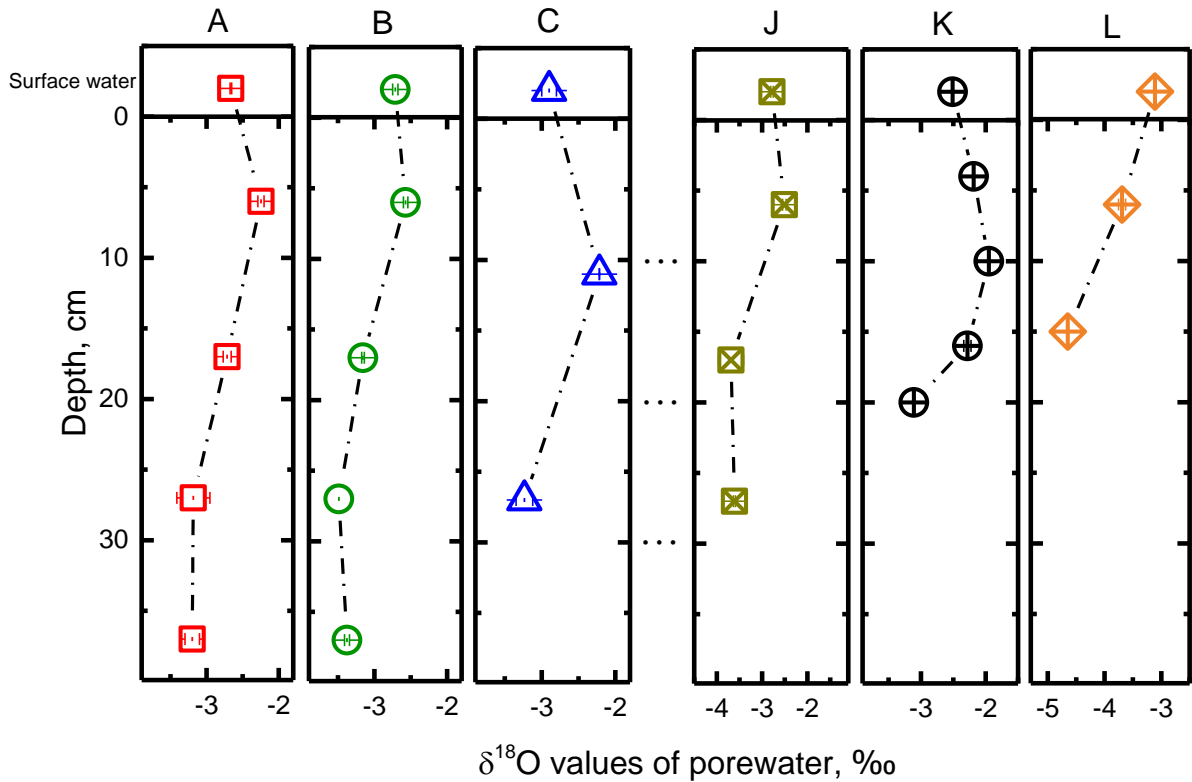 A B C J K L
Surface water
0
10
20
30
Depth, cm
... 
...
...
-3 -2 -3 -2 -3 -2 -4 -3 -2 -3 -2 -5 -4 -3
δ¹⁸O values of porewater, ‰